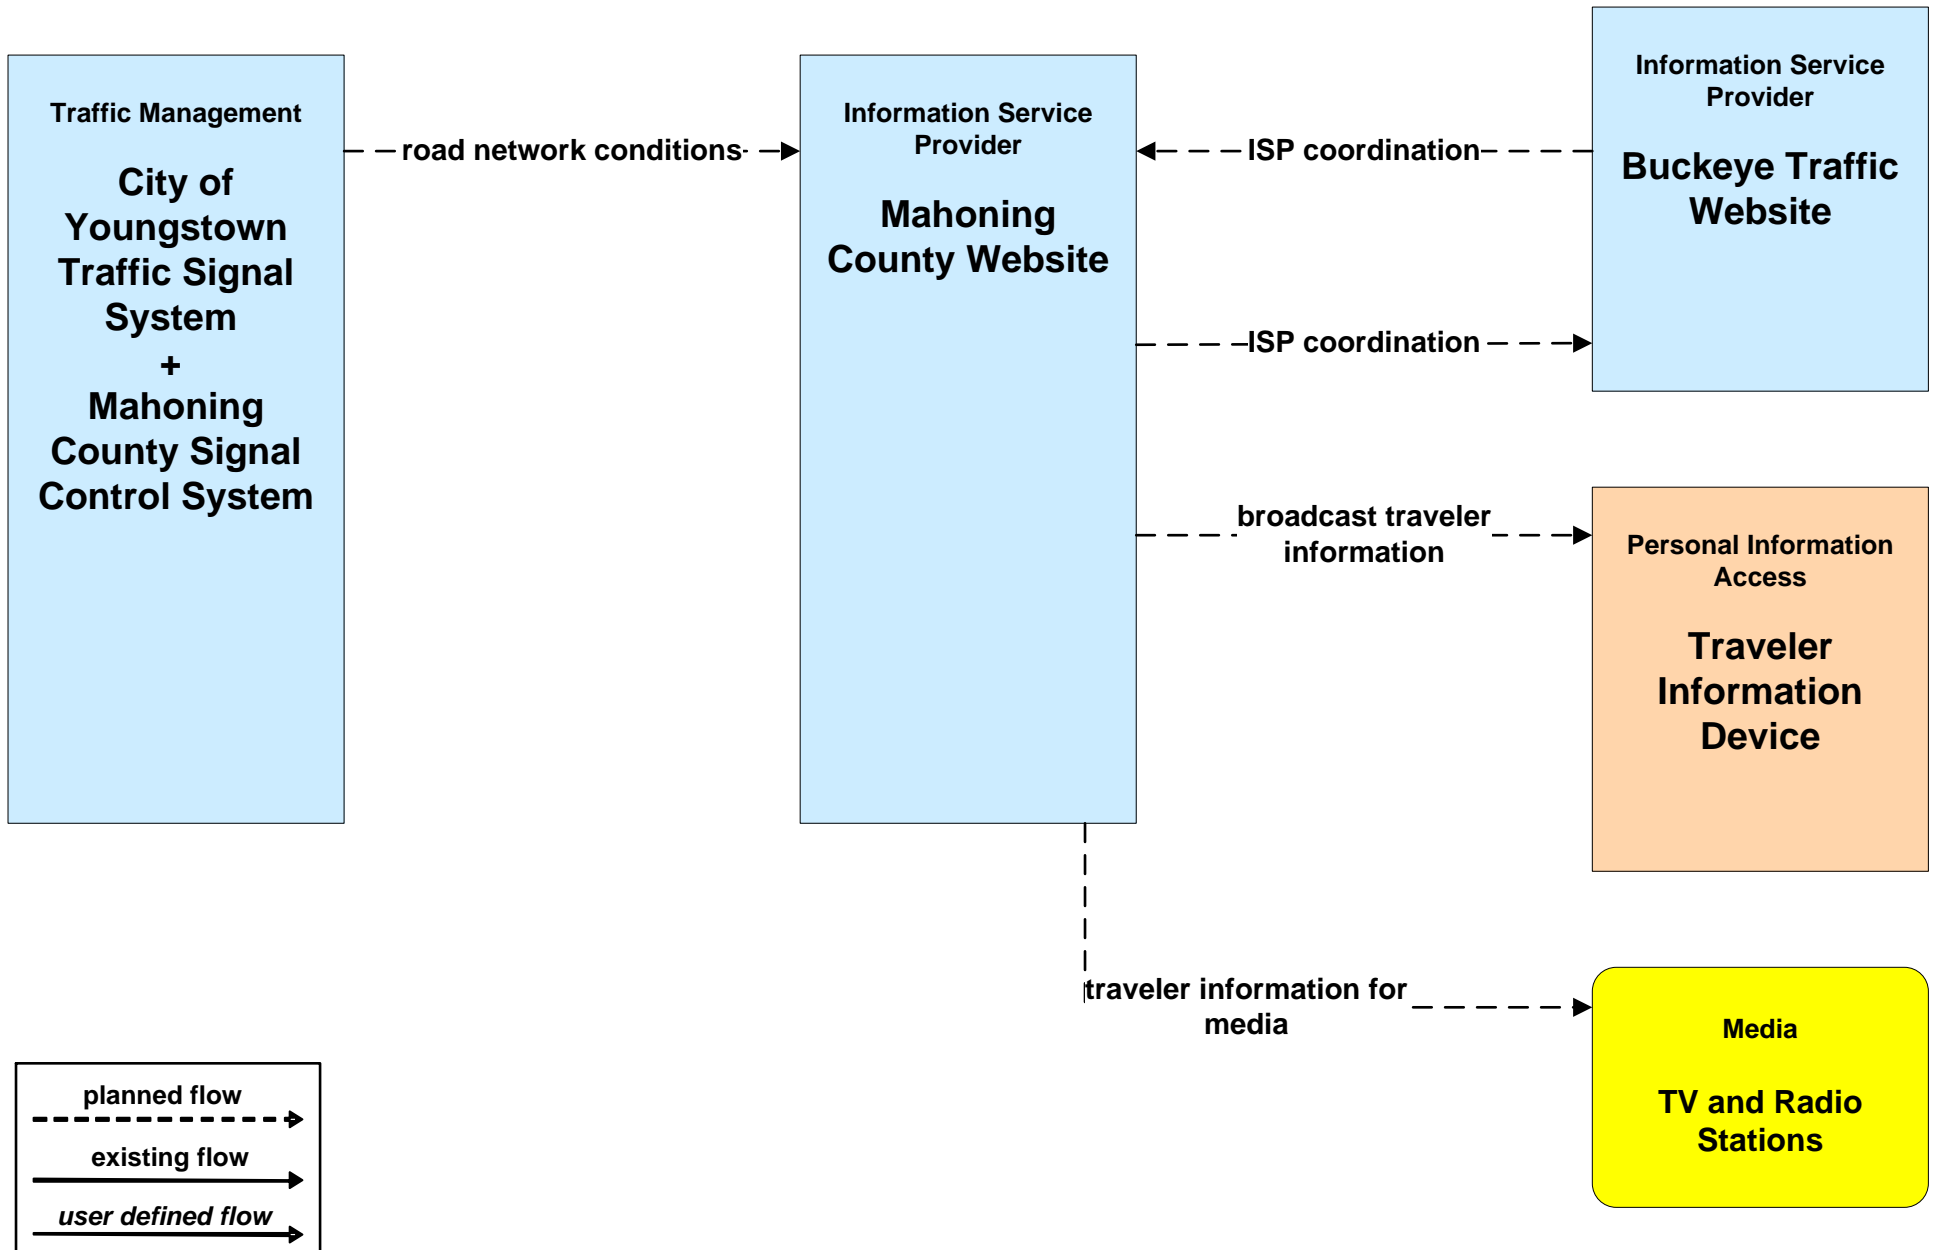 Traffic Management
City of
Youngstown
Traffic Signal
System
+
Mahoning
County Signal
Control System
road network conditions
Information Service
Provider
Mahoning
County Website
ISP coordination
ISP coordination
broadcast traveler
information
traveler information for
media
Information Service
Provider
Buckeye Traffic
Website
Personal Information
Access
Traveler
Information
Device
Media
TV and Radio
Stations
planned flow
existing flow
user defined flow